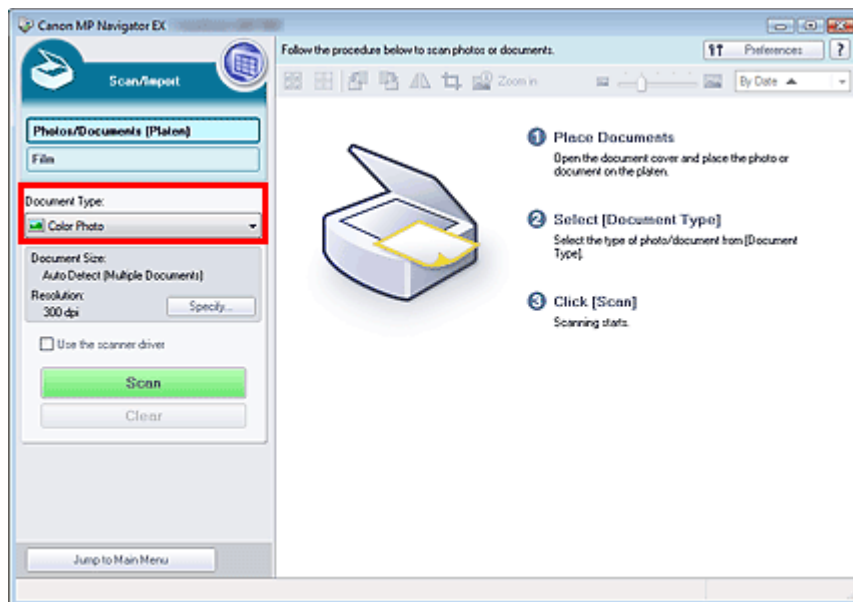 Canon MP Navigator EX
Scan/Import
Photos/Documents (Platen)
Film
Document Type:
Color Photo
Document Size:
Auto Detect (Multiple Documents)
Resolution:
300 dpi
Specify...
Use the scanner driver
Scan
Clear
Jump to Main Menu
Follow the procedure below to scan photos or documents.
Preferences
?
Zoom in
By Date
1 Place Documents
Open the document cover and place the photo or
document on the platen.
2 Select [Document Type]
Select the type of photo/document from [Document
Type].
3 Click [Scan]
Scanning starts.